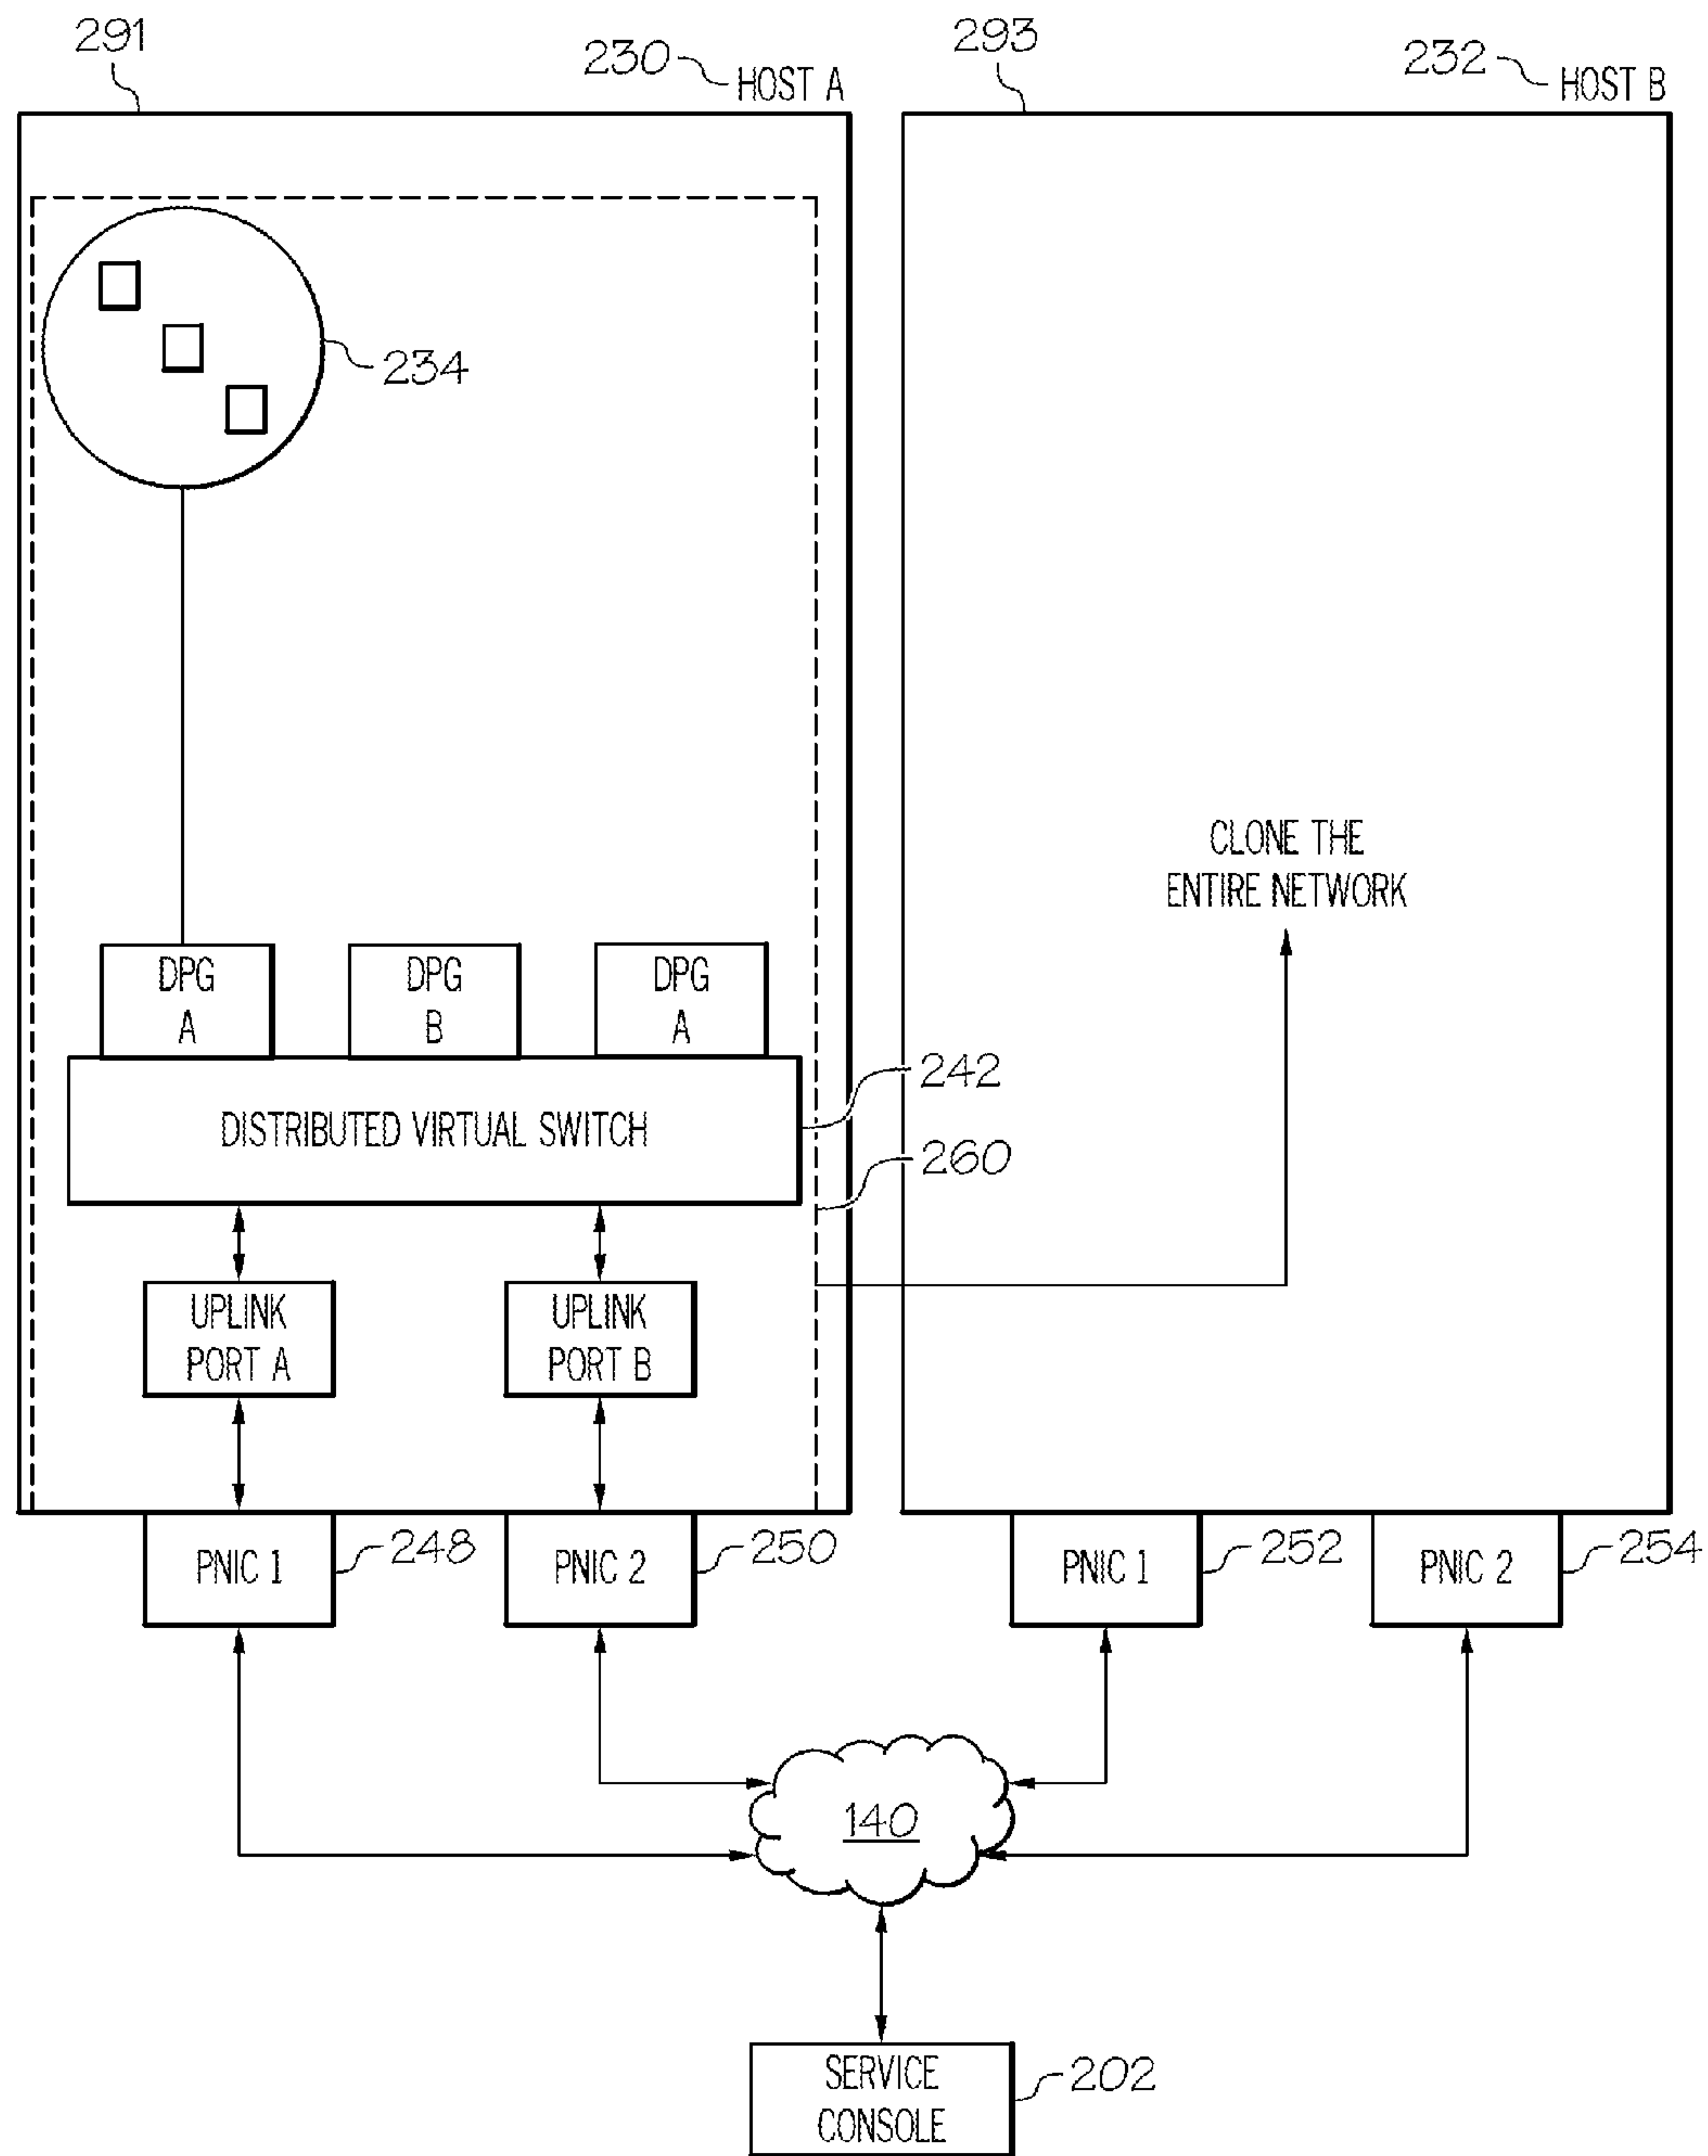 291
230 HOST A
293
232 HOST B
234
CLONE THE
ENTIRE NETWORK
DPG
A
DPG
B
DPG
A
242
DISTRIBUTED VIRTUAL SWITCH
260
UPLINK
PORT A
UPLINK
PORT B
PNIC 1
248
PNIC 2
250
PNIC 1
252
PNIC 2
254
140
SERVICE
CONSOLE
202